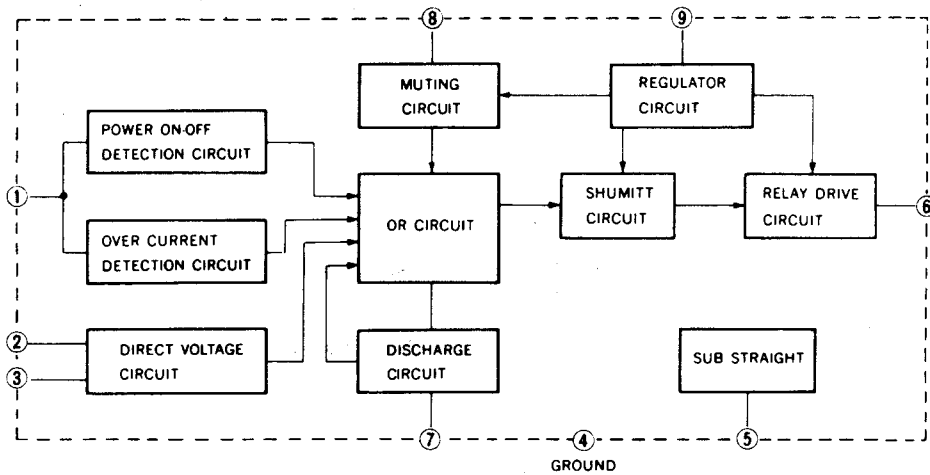 8
9
MUTING
CIRCUIT
REGULATOR
CIRCUIT
POWER ON-OFF
DETECTION CIRCUIT
1
OR CIRCUIT
SHUMITT
CIRCUIT
RELAY DRIVE
CIRCUIT
6
OVER CURRENT
DETECTION CIRCUIT
2
3
DIRECT VOLTAGE
CIRCUIT
DISCHARGE
CIRCUIT
SUB STRAIGHT
7
4
5
GROUND